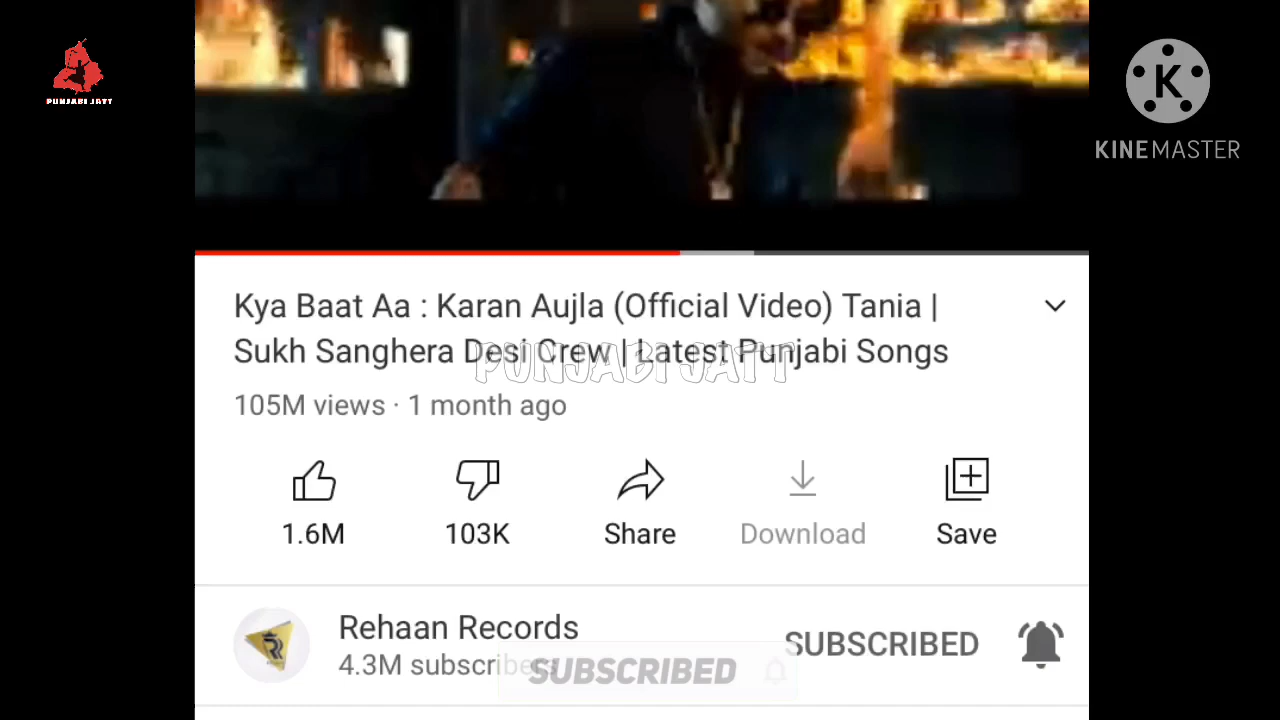 PUNJABI JATT
K
KINEMASTER
Kya Baat Aa : Karan Aujla (Official Video) Tania |
Sukh Sanghera Desi Crew | Latest Punjabi Songs
PUNJABI JATT
105M views · 1 month ago
1.6M 103K Share Download Save
Rehaan Records
4.3M subscribers
SUBSCRIBED
SUBSCRIBED